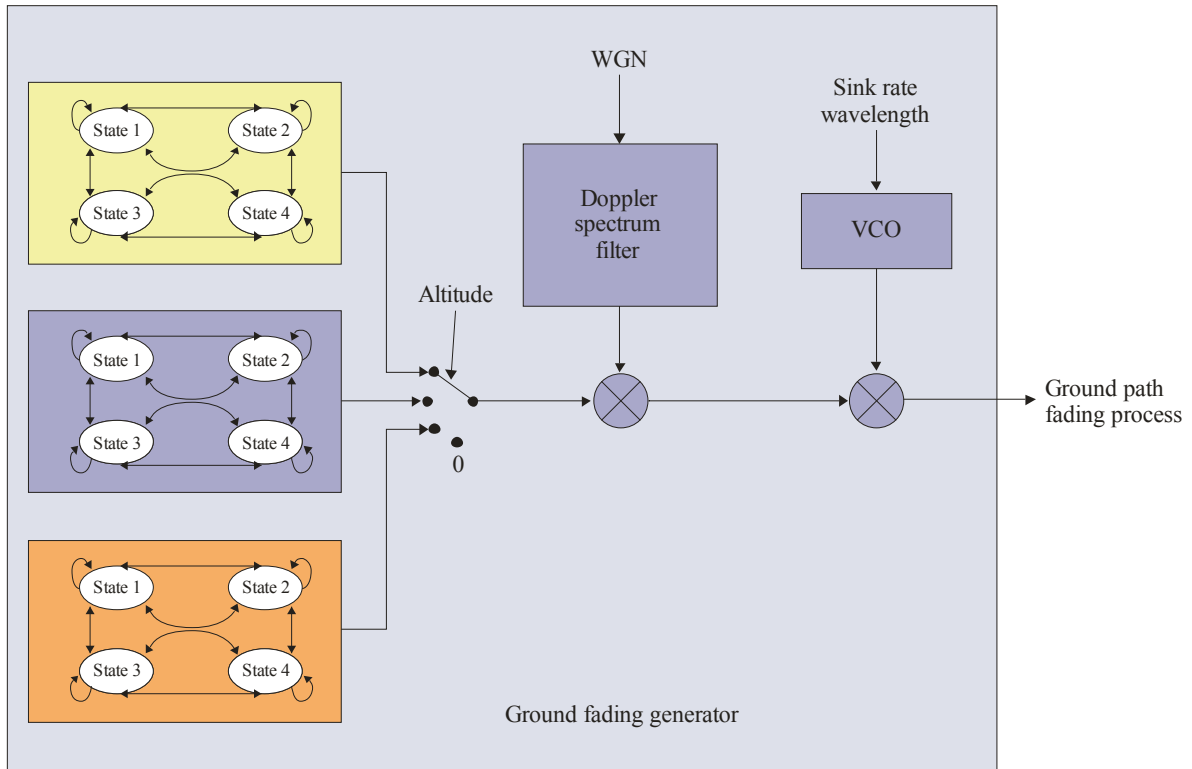 WGN
Sink rate
wavelength
State 1
State 2
State 3
State 4
Doppler
spectrum
filter
VCO
Altitude
State 1
State 2
State 3
State 4
0
Ground path
fading process
State 1
State 2
State 3
State 4
Ground fading generator